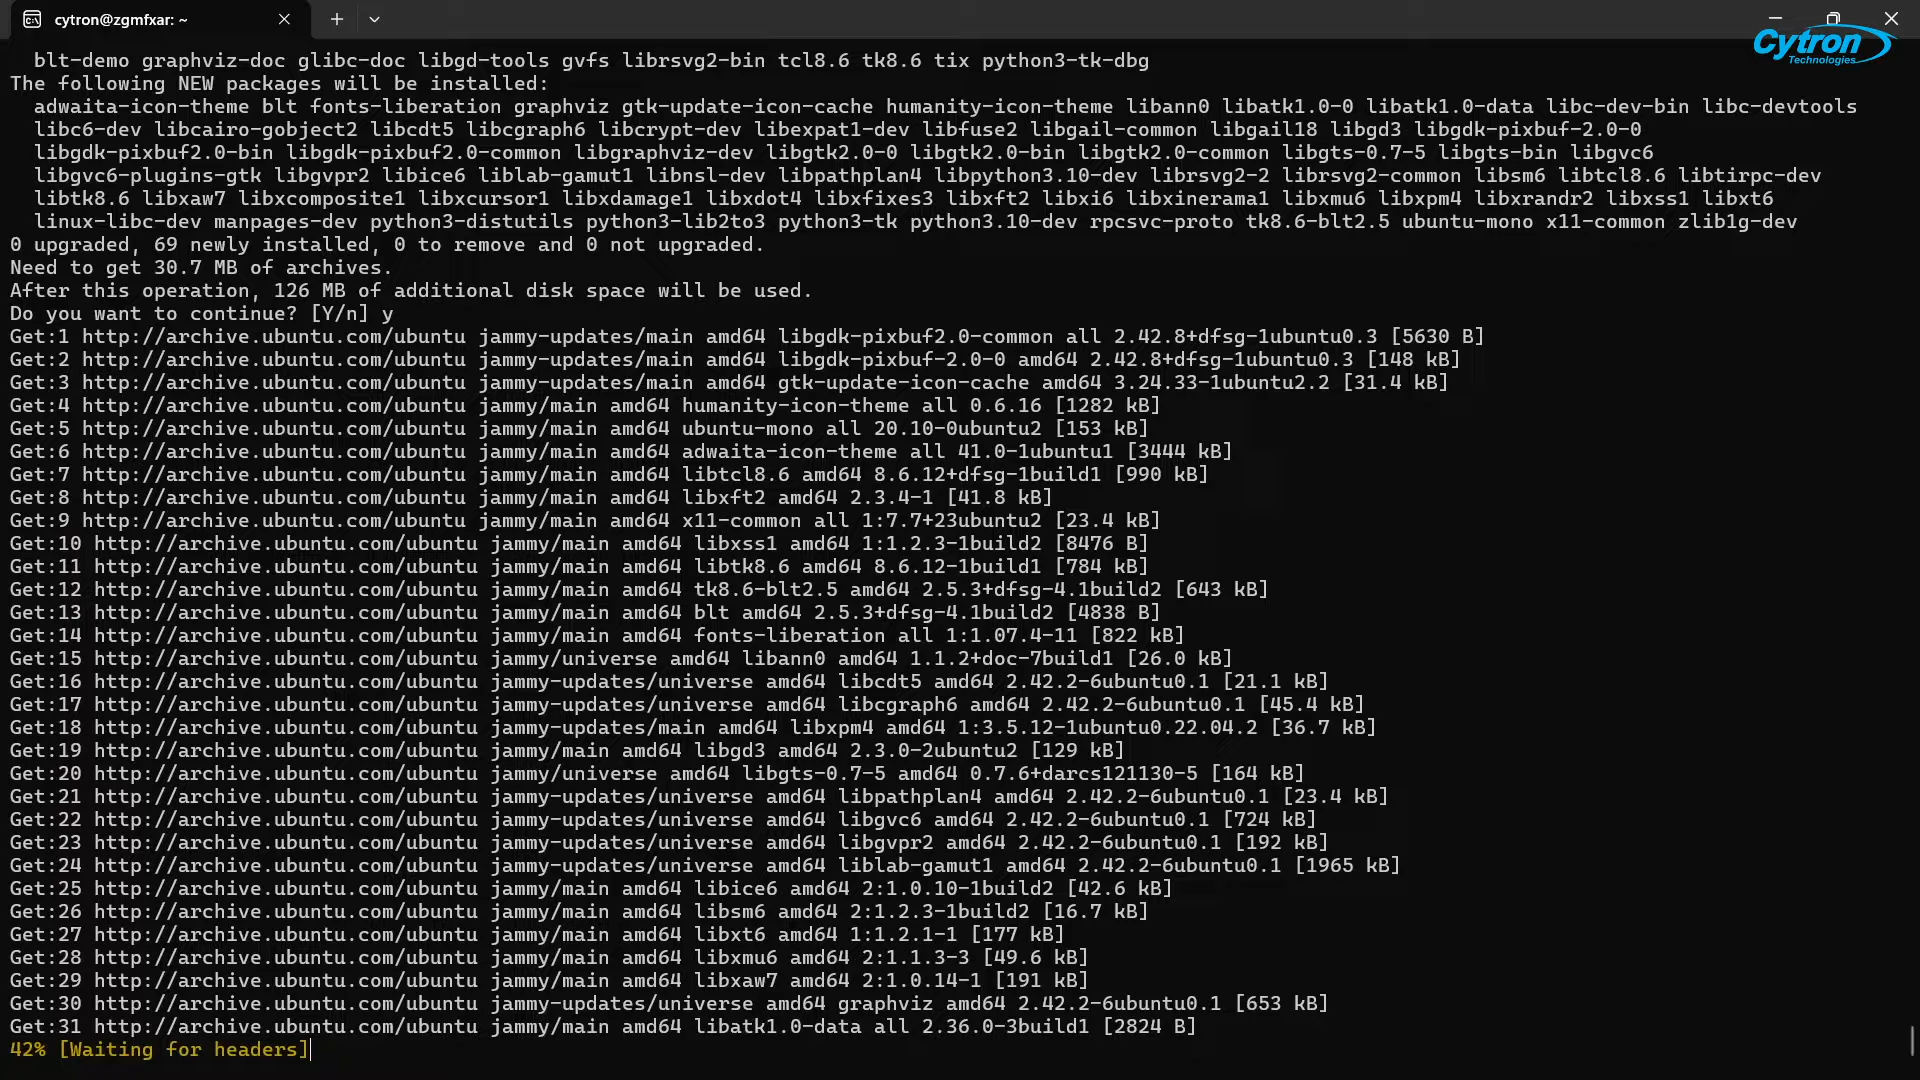 cytron@zgmfxar: ~
Cytron
Technologies
blt-demo graphviz-doc glibc-doc libgd-tools gvfs librsvg2-bin tcl8.6 tk8.6 tix python3-tk-dbg
The following NEW packages will be installed:
adwaita-icon-theme blt fonts-liberation graphviz gtk-update-icon-cache humanity-icon-theme libann0 libatk1.0-0 libatk1.0-data libc-dev-bin libc-devtools
libc6-dev libcairo-gobject2 libcdt5 libcgraph6 libcrypt-dev libexpat1-dev libfuse2 libgail-common libgail18 libgd3 libgdk-pixbuf-2.0-0
libgdk-pixbuf2.0-bin libgdk-pixbuf2.0-common libgraphviz-dev libgtk2.0-0 libgtk2.0-bin libgtk2.0-common libgts-0.7-5 libgts-bin libgvc6
libgvc6-plugins-gtk libgvpr2 libice6 liblab-gamut1 libnsl-dev libpathplan4 libpython3.10-dev librsvg2-2 librsvg2-common libsm6 libtcl8.6 libtirpc-dev
libtk8.6 libxaw7 libxcomposite1 libxcursor1 libxdamage1 libxdot4 libxfixes3 libxft2 libxi6 libxinerama1 libxmu6 libxpm4 libxrandr2 libxss1 libxt6
linux-libc-dev manpages-dev python3-distutils python3-lib2to3 python3-tk python3.10-dev rpcsvc-proto tk8.6-blt2.5 ubuntu-mono x11-common zlib1g-dev
0 upgraded, 69 newly installed, 0 to remove and 0 not upgraded.
Need to get 30.7 MB of archives.
After this operation, 126 MB of additional disk space will be used.
Do you want to continue? [Y/n] y
Get:1 http://archive.ubuntu.com/ubuntu jammy-updates/main amd64 libgdk-pixbuf2.0-common all 2.42.8+dfsg-1ubuntu0.3 [5630 B]
Get:2 http://archive.ubuntu.com/ubuntu jammy-updates/main amd64 libgdk-pixbuf-2.0-0 amd64 2.42.8+dfsg-1ubuntu0.3 [148 kB]
Get:3 http://archive.ubuntu.com/ubuntu jammy-updates/main amd64 gtk-update-icon-cache amd64 3.24.33-1ubuntu2.2 [31.4 kB]
Get:4 http://archive.ubuntu.com/ubuntu jammy/main amd64 humanity-icon-theme all 0.6.16 [1282 kB]
Get:5 http://archive.ubuntu.com/ubuntu jammy/main amd64 ubuntu-mono all 20.10-0ubuntu2 [153 kB]
Get:6 http://archive.ubuntu.com/ubuntu jammy/main amd64 adwaita-icon-theme all 41.0-1ubuntu1 [3444 kB]
Get:7 http://archive.ubuntu.com/ubuntu jammy/main amd64 libtcl8.6 amd64 8.6.12+dfsg-1build1 [990 kB]
Get:8 http://archive.ubuntu.com/ubuntu jammy/main amd64 libxft2 amd64 2.3.4-1 [41.8 kB]
Get:9 http://archive.ubuntu.com/ubuntu jammy/main amd64 x11-common all 1:7.7+23ubuntu2 [23.4 kB]
Get:10 http://archive.ubuntu.com/ubuntu jammy/main amd64 libxss1 amd64 1:1.2.3-1build2 [8476 B]
Get:11 http://archive.ubuntu.com/ubuntu jammy/main amd64 libtk8.6 amd64 8.6.12-1build1 [784 kB]
Get:12 http://archive.ubuntu.com/ubuntu jammy/main amd64 tk8.6-blt2.5 amd64 2.5.3+dfsg-4.1build2 [643 kB]
Get:13 http://archive.ubuntu.com/ubuntu jammy/main amd64 blt amd64 2.5.3+dfsg-4.1build2 [4838 B]
Get:14 http://archive.ubuntu.com/ubuntu jammy/main amd64 fonts-liberation all 1:1.07.4-11 [822 kB]
Get:15 http://archive.ubuntu.com/ubuntu jammy/universe amd64 libann0 amd64 1.1.2+doc-7build1 [26.0 kB]
Get:16 http://archive.ubuntu.com/ubuntu jammy-updates/universe amd64 libcdt5 amd64 2.42.2-6ubuntu0.1 [21.1 kB]
Get:17 http://archive.ubuntu.com/ubuntu jammy-updates/universe amd64 libcgraph6 amd64 2.42.2-6ubuntu0.1 [45.4 kB]
Get:18 http://archive.ubuntu.com/ubuntu jammy-updates/main amd64 libxpm4 amd64 1:3.5.12-1ubuntu0.22.04.2 [36.7 kB]
Get:19 http://archive.ubuntu.com/ubuntu jammy/main amd64 libgd3 amd64 2.3.0-2ubuntu2 [129 kB]
Get:20 http://archive.ubuntu.com/ubuntu jammy/universe amd64 libgts-0.7-5 amd64 0.7.6+darcs121130-5 [164 kB]
Get:21 http://archive.ubuntu.com/ubuntu jammy-updates/universe amd64 libpathplan4 amd64 2.42.2-6ubuntu0.1 [23.4 kB]
Get:22 http://archive.ubuntu.com/ubuntu jammy-updates/universe amd64 libgvc6 amd64 2.42.2-6ubuntu0.1 [724 kB]
Get:23 http://archive.ubuntu.com/ubuntu jammy-updates/universe amd64 libgvpr2 amd64 2.42.2-6ubuntu0.1 [192 kB]
Get:24 http://archive.ubuntu.com/ubuntu jammy-updates/universe amd64 liblab-gamut1 amd64 2.42.2-6ubuntu0.1 [1965 kB]
Get:25 http://archive.ubuntu.com/ubuntu jammy/main amd64 libice6 amd64 2:1.0.10-1build2 [42.6 kB]
Get:26 http://archive.ubuntu.com/ubuntu jammy/main amd64 libsm6 amd64 2:1.2.3-1build2 [16.7 kB]
Get:27 http://archive.ubuntu.com/ubuntu jammy/main amd64 libxt6 amd64 1:1.2.1-1 [177 kB]
Get:28 http://archive.ubuntu.com/ubuntu jammy/main amd64 libxmu6 amd64 2:1.1.3-3 [49.6 kB]
Get:29 http://archive.ubuntu.com/ubuntu jammy/main amd64 libxaw7 amd64 2:1.0.14-1 [191 kB]
Get:30 http://archive.ubuntu.com/ubuntu jammy-updates/universe amd64 graphviz amd64 2.42.2-6ubuntu0.1 [653 kB]
Get:31 http://archive.ubuntu.com/ubuntu jammy/main amd64 libatk1.0-data all 2.36.0-3build1 [2824 B]
42% [Waiting for headers]